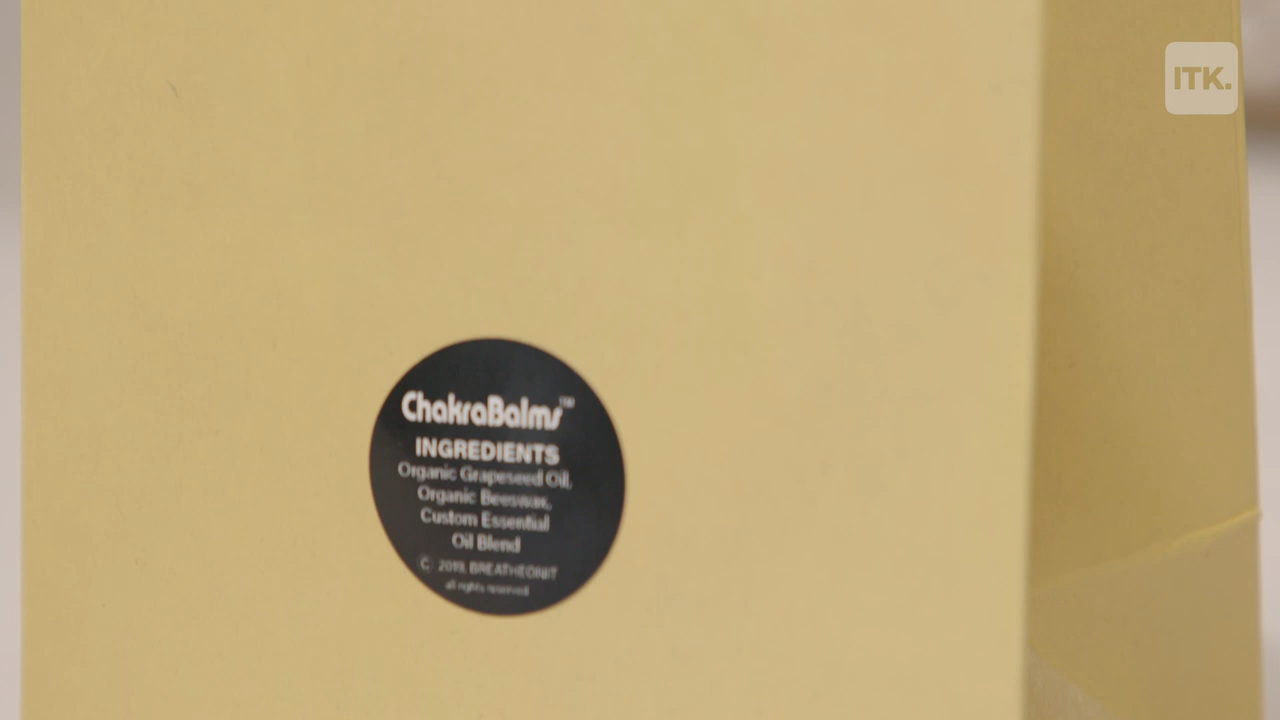 ITK.
ChakraBalms™
INGREDIENTS
Organic Grapeseed Oil,
Organic Beeswax,
Custom Essential
Oil Blend
© 2019, BREATHEONIT
all rights reserved